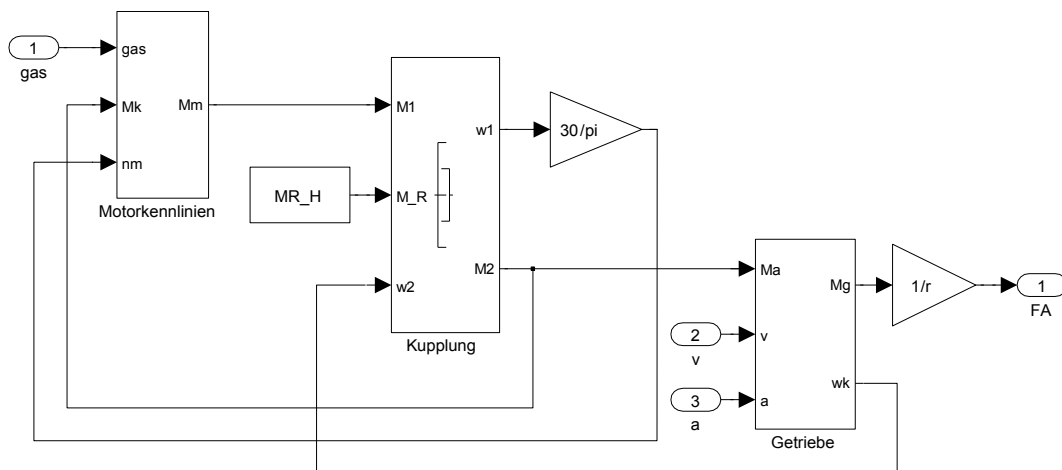 1
gas
gas
Mk
nm
Mm
Motorkennlinien
MR_H
M1
M_R
w2
w1
M2
Kupplung
30/pi
2
v
3
a
Ma
v
a
Mg
wk
Getriebe
1/r
1
FA